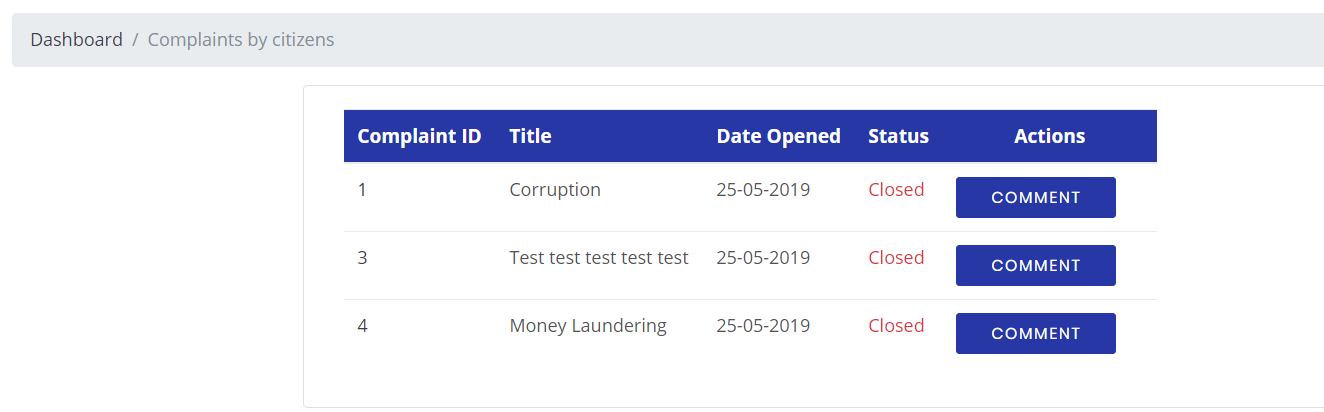 Dashboard / Complaints by citizens
Complaint ID Title Date Opened Status Actions
1 Corruption 25-05-2019 Closed COMMENT
3 Test test test test test 25-05-2019 Closed COMMENT
4 Money Laundering 25-05-2019 Closed COMMENT